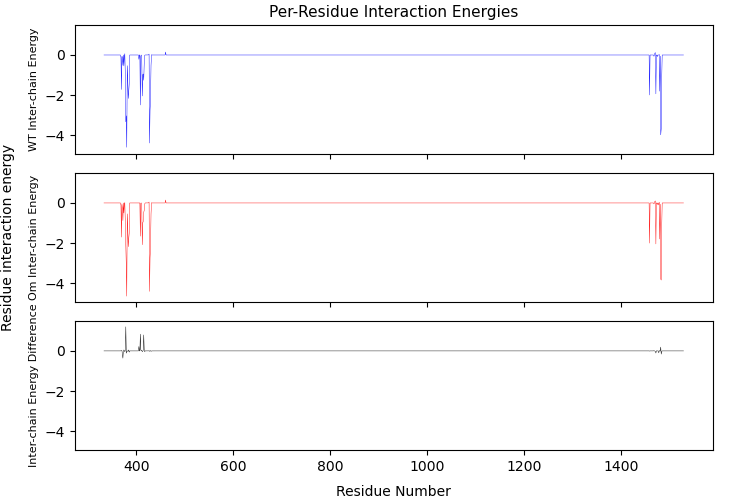 Per-Residue Interaction Energies
Residue interaction energy
WT Inter-chain Energy
0
−2
−4
Om Inter-chain Energy
0
−2
−4
Inter-chain Energy Difference
0
−2
−4
400
600
800
1000
1200
1400
Residue Number